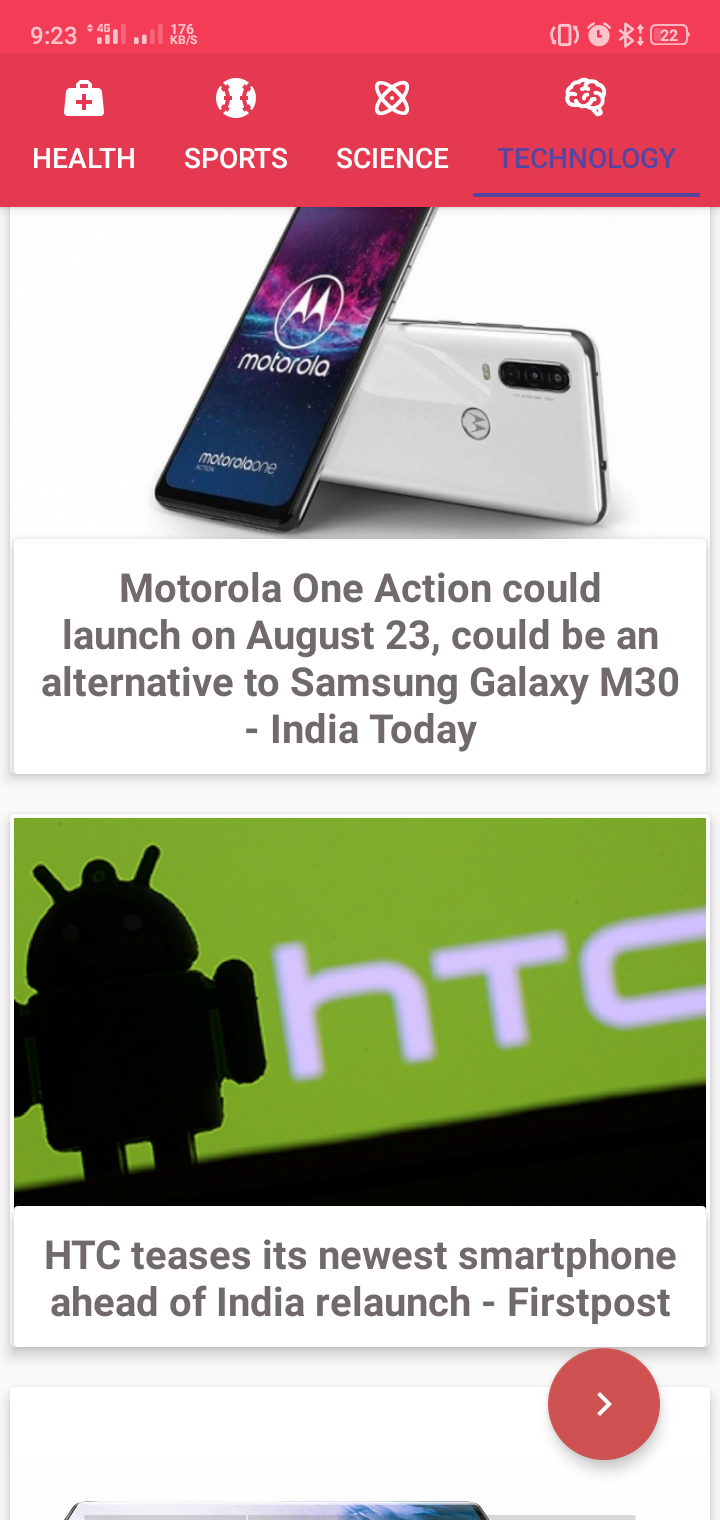 9:23 4G 176 KB/S 22
HEALTH SPORTS SCIENCE TECHNOLOGY
motorola
motorolaone
ACTION
Motorola One Action could
launch on August 23, could be an
alternative to Samsung Galaxy M30
- India Today
hTC
HTC teases its newest smartphone
ahead of India relaunch - Firstpost